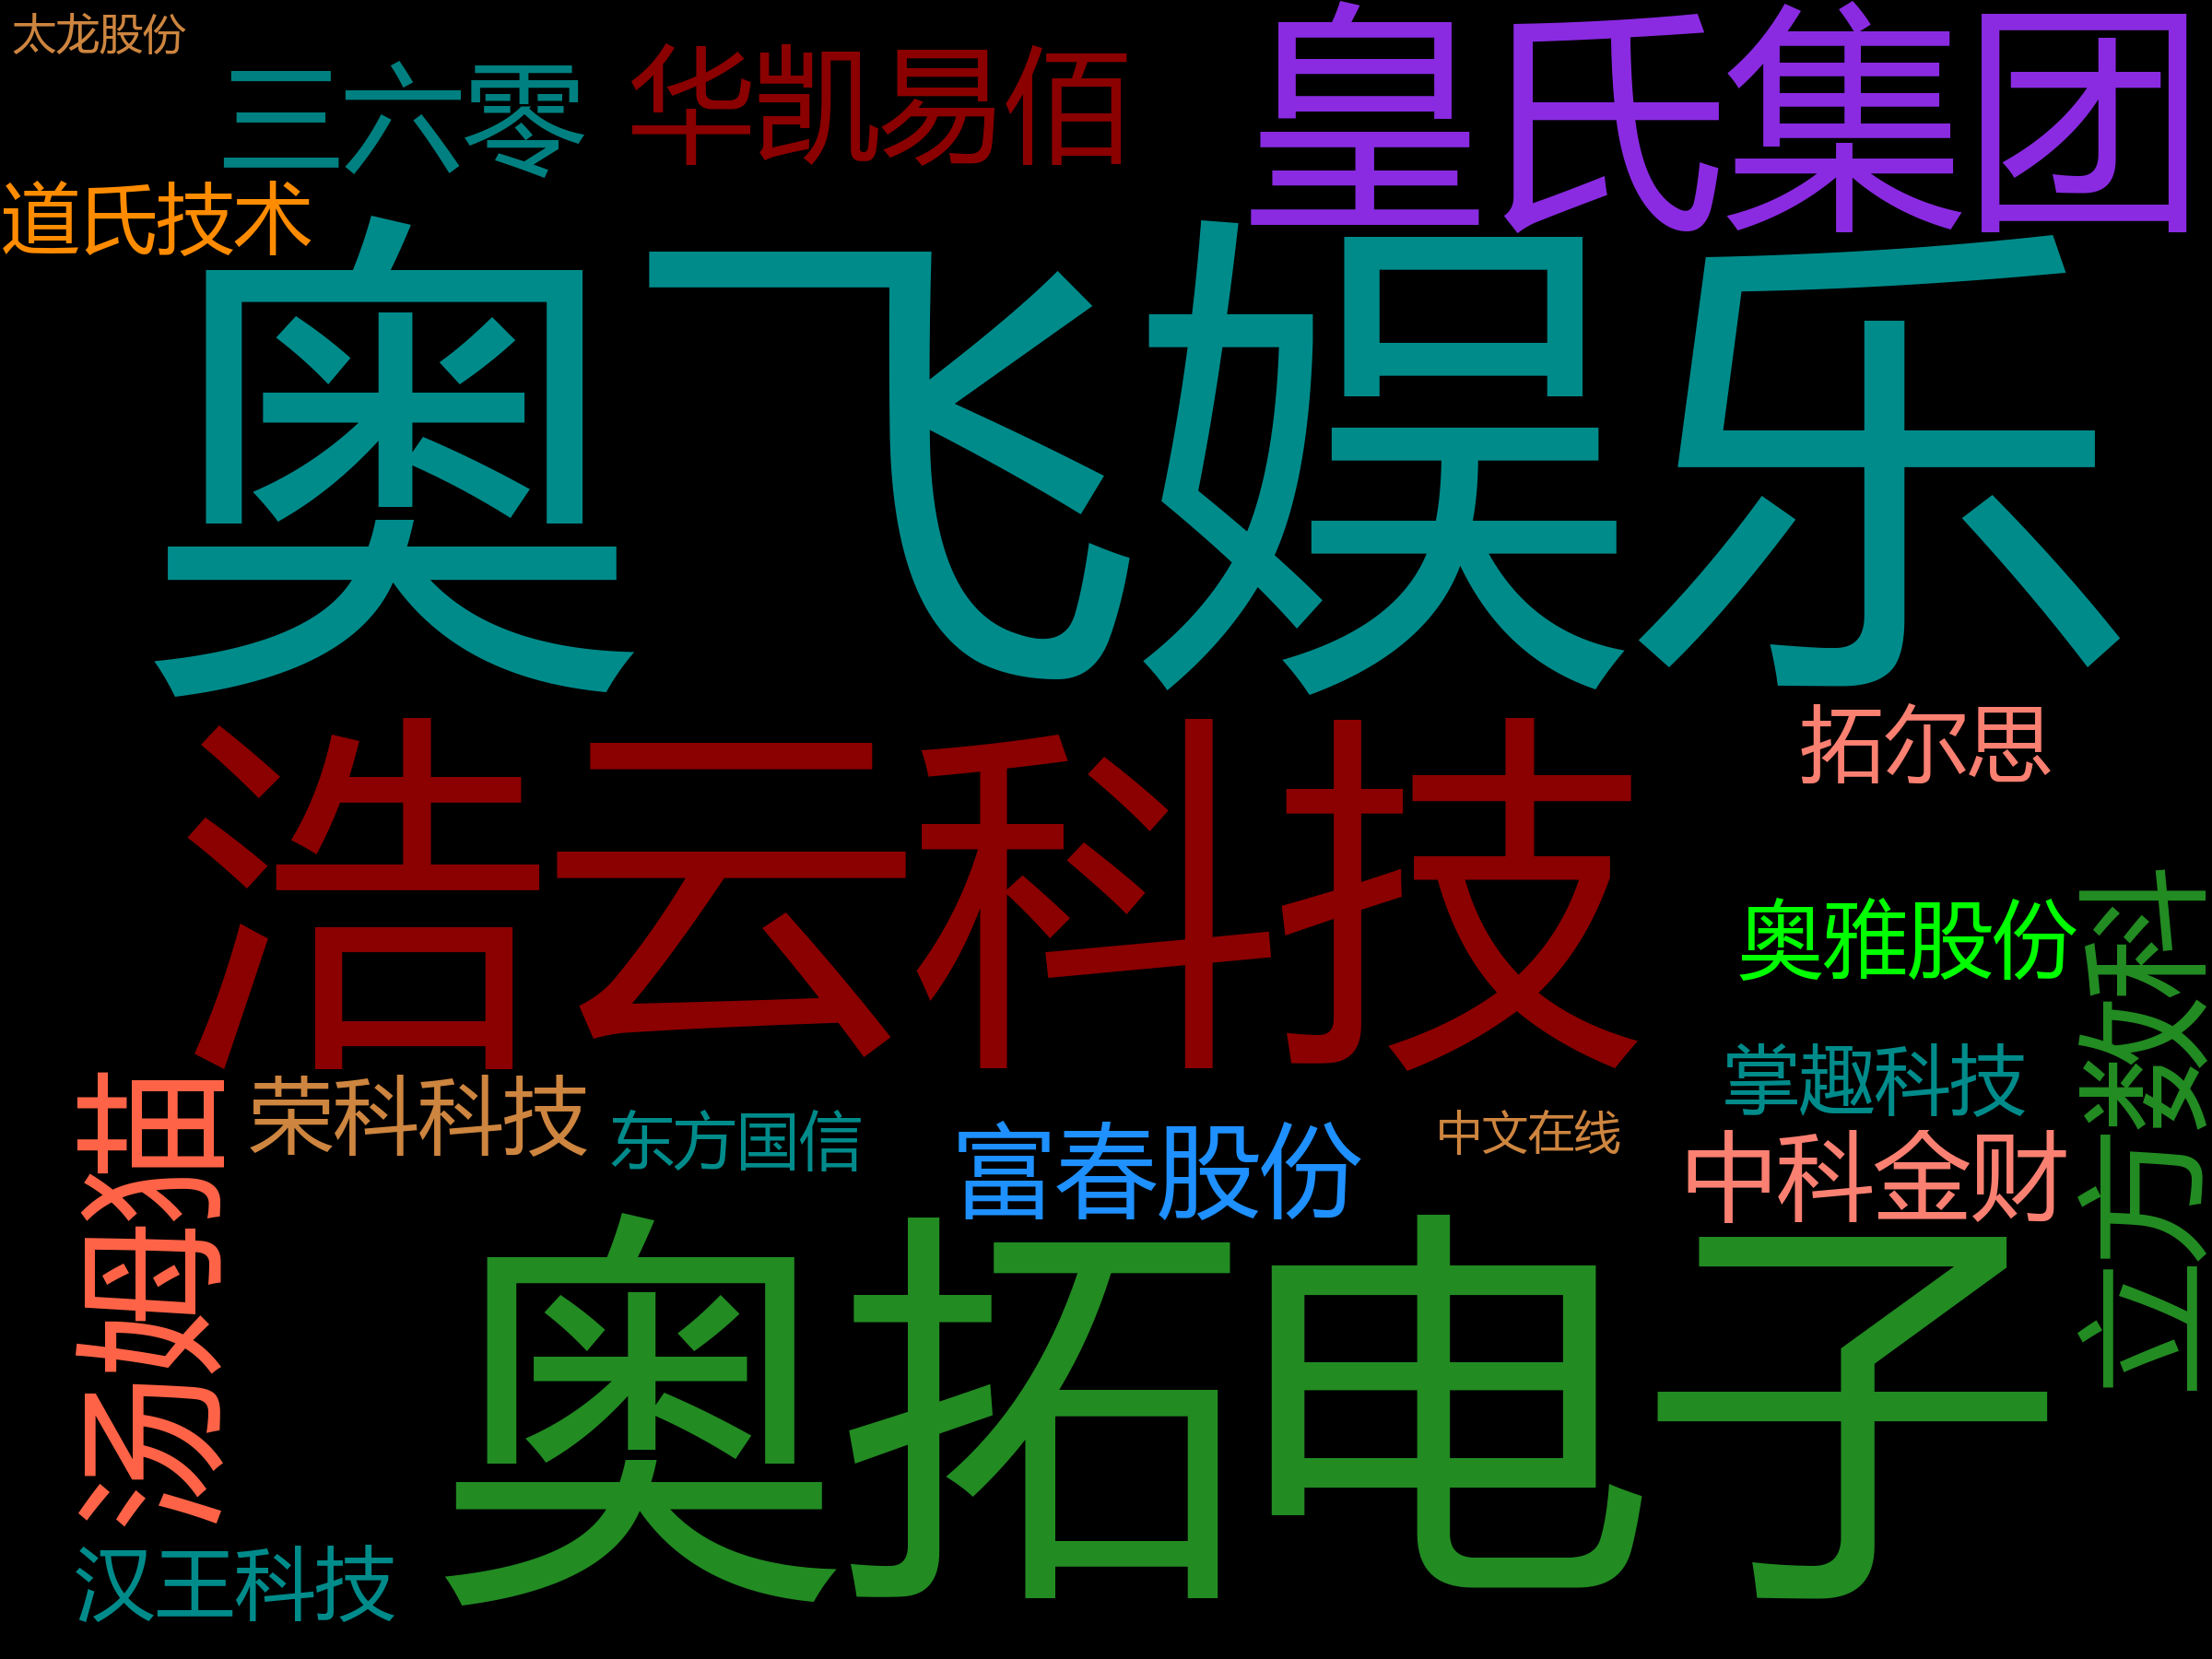 太龙股份
三六零
华凯易佰
皇氏集团
道氏技术
奥飞娱乐
浩云科技
拓尔思
奥雅股份
立方数科
掌趣科技
汤姆猫
荣科科技
东方国信
富春股份
中文在线
中科金财
奥拓电子
汉王科技